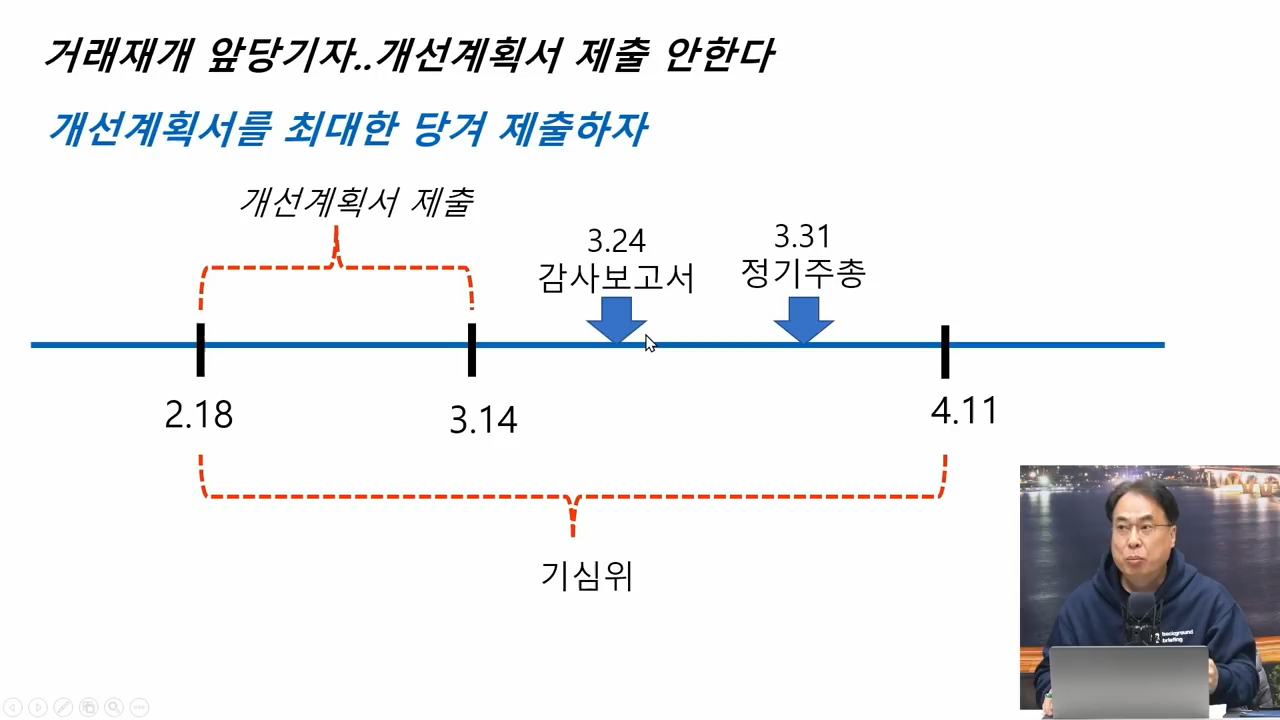 거래재개 앞당기자..개선계획서 제출 안한다
개선계획서를 최대한 당겨 제출하자
개선계획서 제출
3.24
감사보고서
3.31
정기주총
2.18
3.14
4.11
기심위
background
briefing